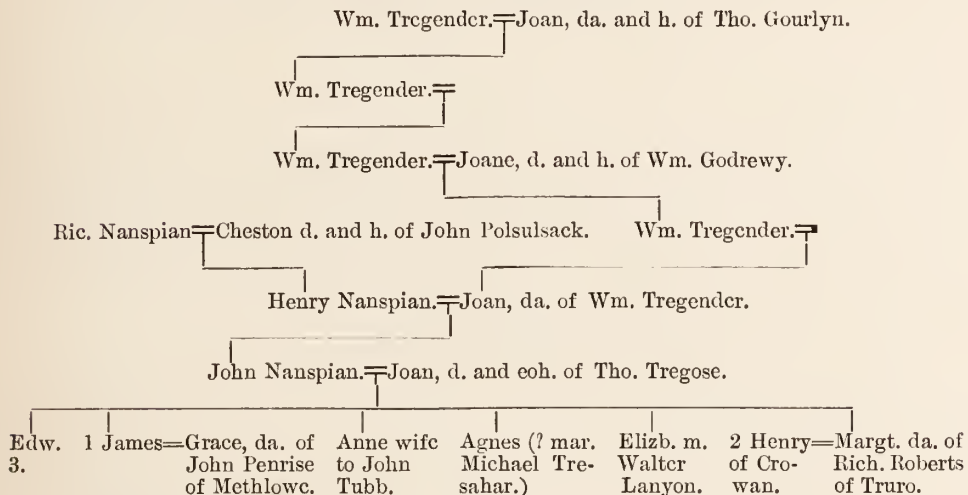 Wm. Tregender.=Joan, da. and h. of Tho. Gourlyn.
Wm. Tregender.=
Wm. Tregender.=Joane, d. and h. of Wm. Godrewy.
Ric. Nanspian=Cheston d. and h. of John Polsulsack. Wm. Tregender.=
Henry Nanspian.=Joan, da. of Wm. Tregender.
John Nanspian.=Joan, d. and coh. of Tho. Tregose.
Edw. 1 James=Grace, da. of Anne wife Agnes (? mar. Elizb. m. 2 Henry=Margt. da. of
3. John Penrise to John Michael Tre- Walter of Cro- Rich. Roberts
of Methlowe. Tubb. sahar.) Lanyon. wan. of Truro.